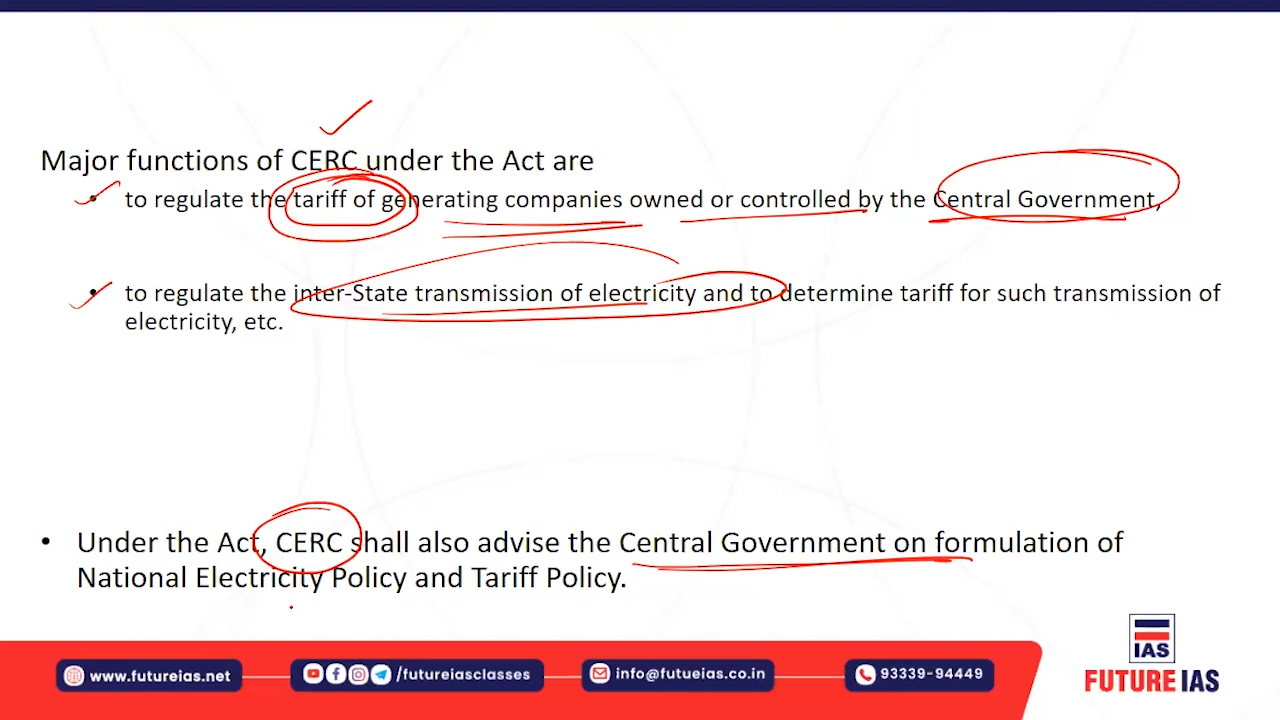 Major functions of CERC under the Act are
• to regulate the tariff of generating companies owned or controlled by the Central Government,
• to regulate the inter-State transmission of electricity and to determine tariff for such transmission of
electricity, etc.
• Under the Act, CERC shall also advise the Central Government on formulation of
National Electricity Policy and Tariff Policy.
IAS
FUTURE IAS
www.futureias.net
/futureiasclasses
info@futueias.co.in
93339-94449